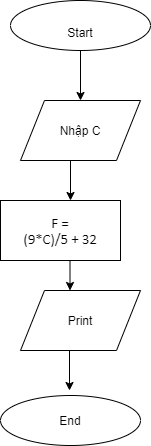 Start
Nhập C
F =
(9*C)/5 + 32
Print
End